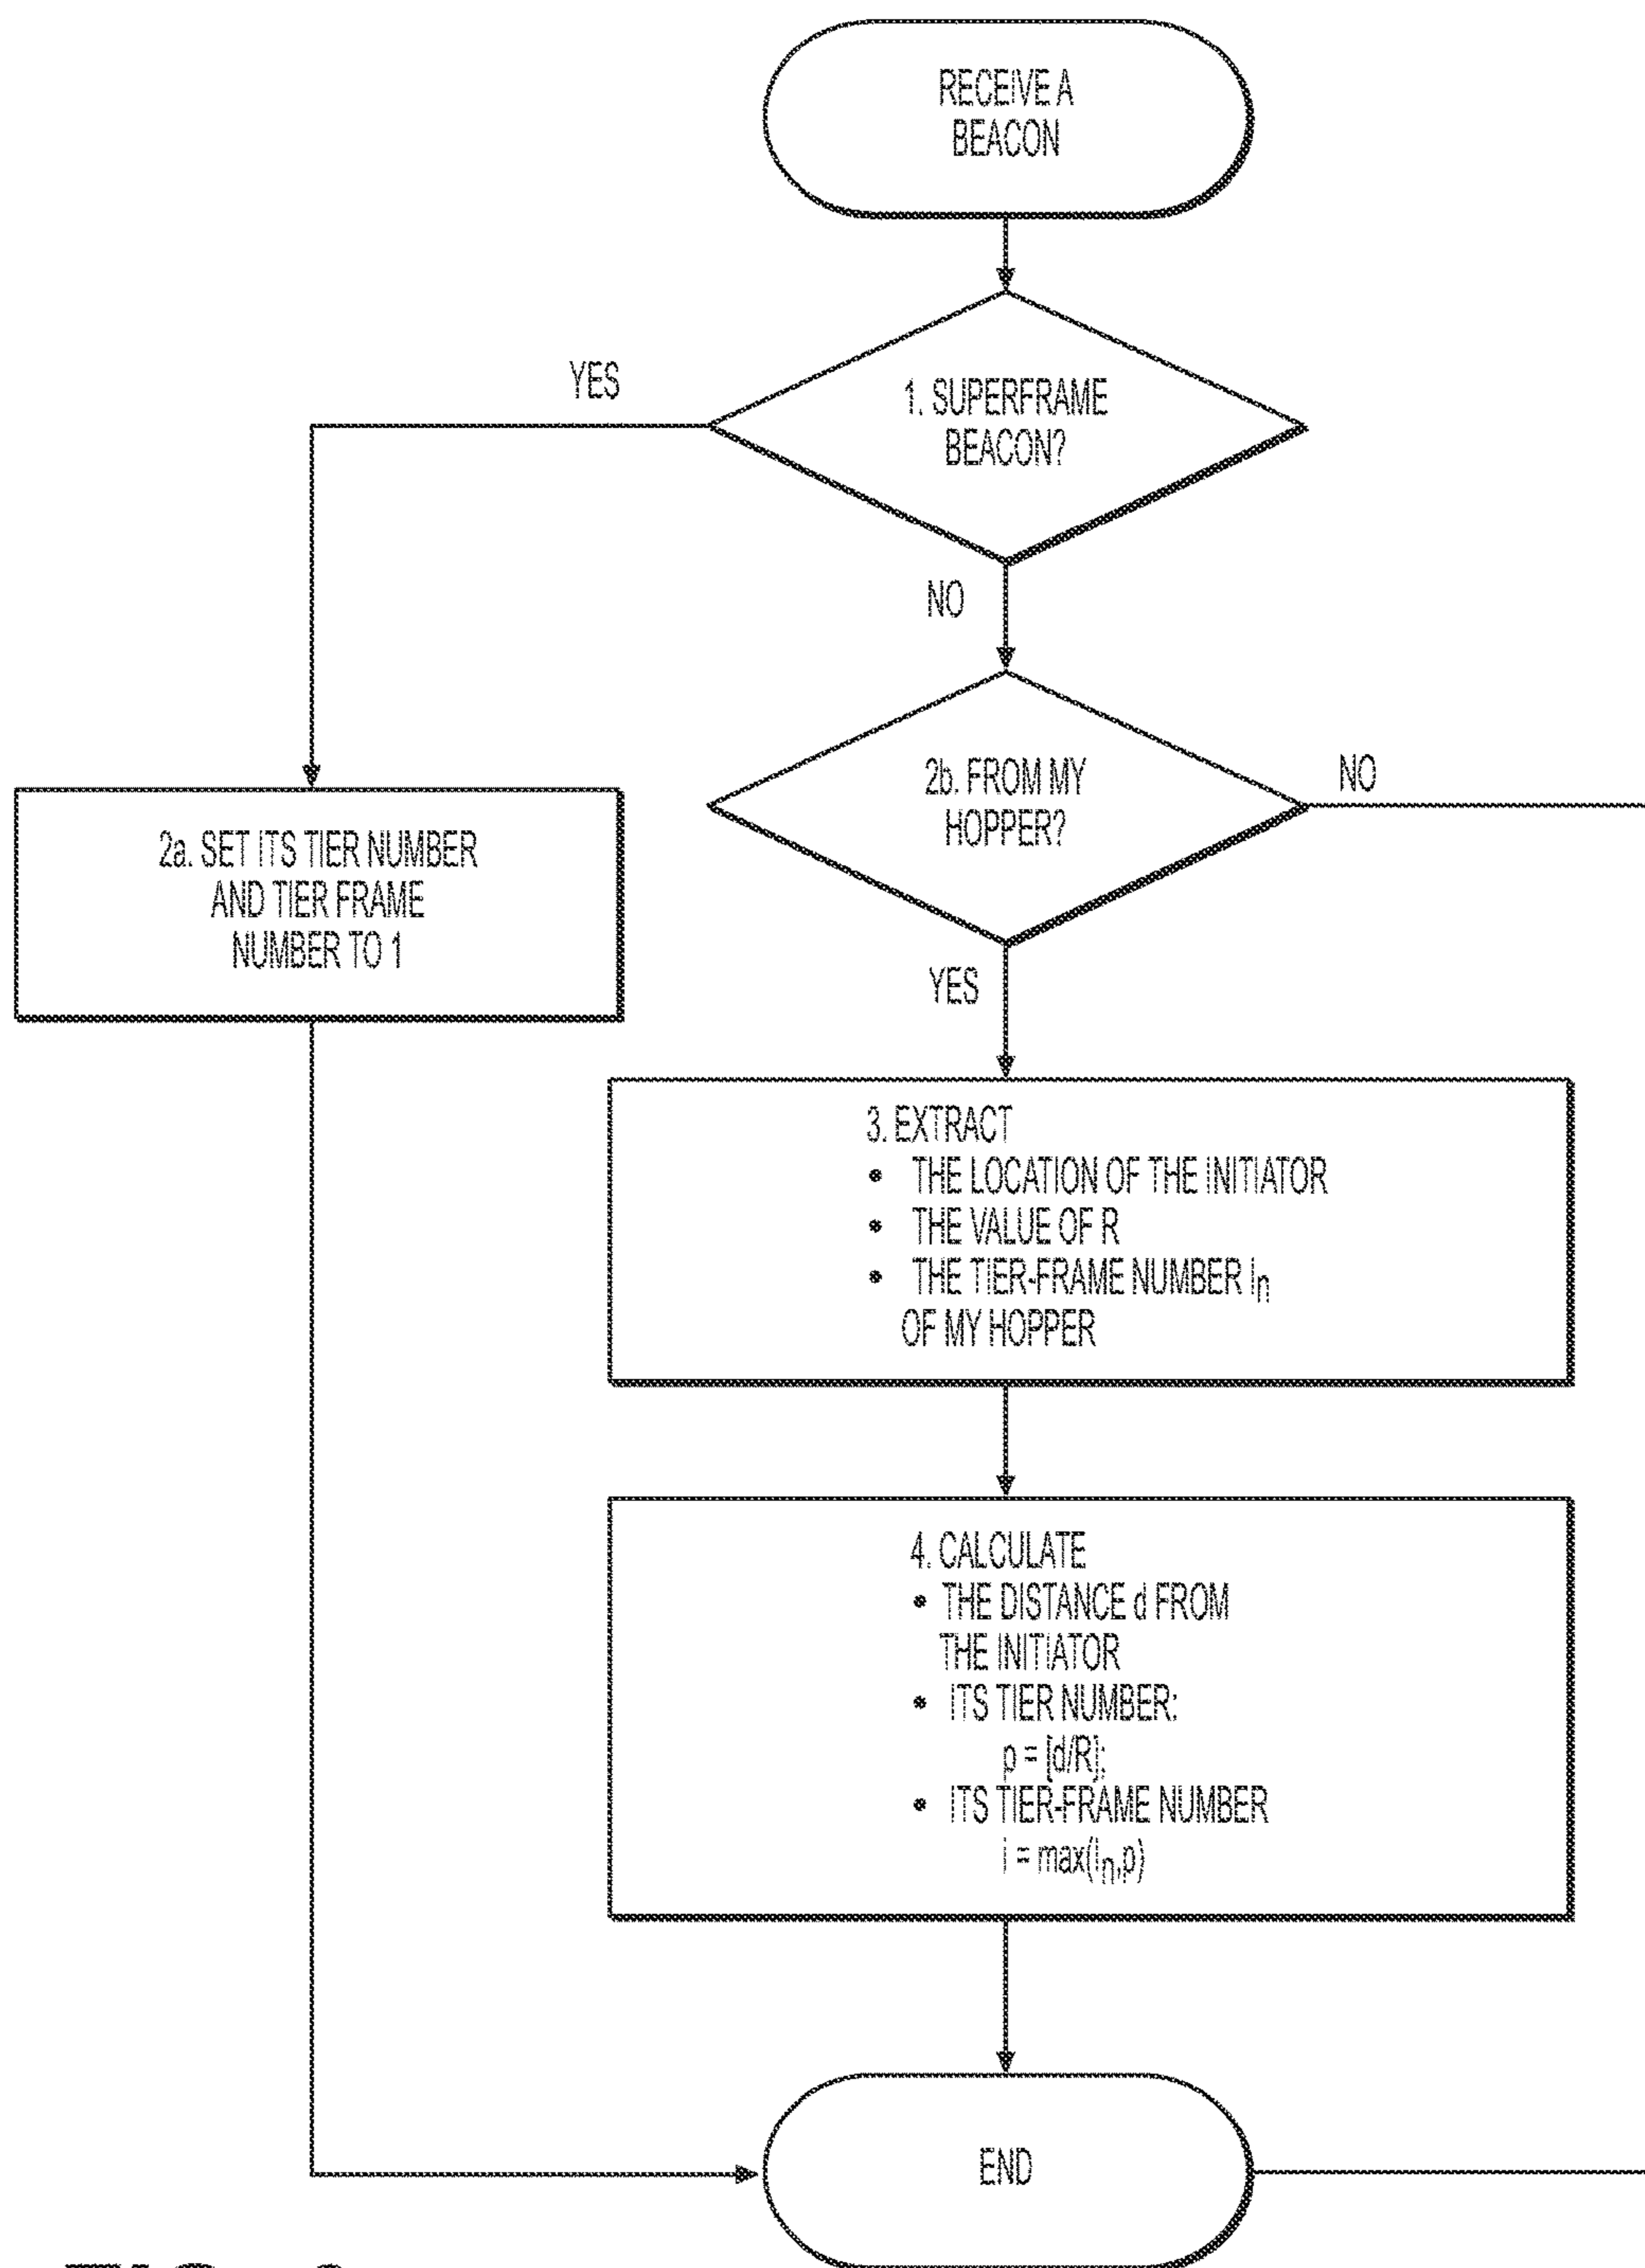 RECEIVE A
BEACON
YES
1. SUPERFRAME
BEACON?
NO
2b. FROM MY
HOPPER?
NO
2a. SET ITS TIER NUMBER
AND TIER FRAME
NUMBER TO 1
YES
3. EXTRACT
• THE LOCATION OF THE INITIATOR
• THE VALUE OF R
• THE TIER-FRAME NUMBER iₙ
OF MY HOPPER
4. CALCULATE
• THE DISTANCE d FROM
THE INITIATOR
• ITS TIER NUMBER:
p = [d/R];
• ITS TIER-FRAME NUMBER
i = max(iₙ,p)
END